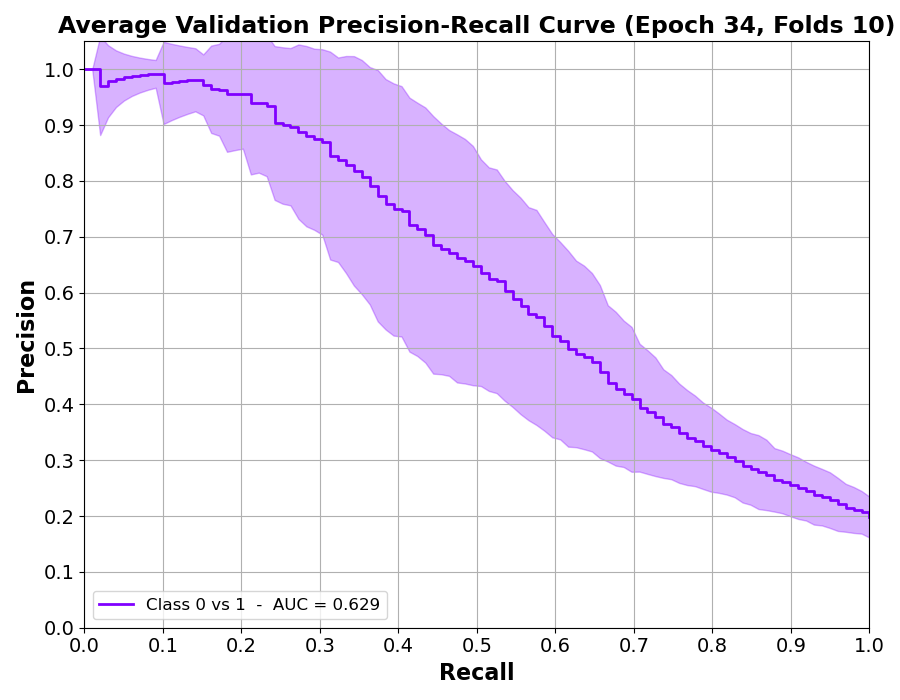 Average Validation Precision-Recall Curve (Epoch 34, Folds 10)
Precision
1.0
0.9
0.8
0.7
0.6
0.5
0.4
0.3
0.2
0.1
0.0
Class 0 vs 1 - AUC = 0.629
0.0 0.1 0.2 0.3 0.4 0.5 0.6 0.7 0.8 0.9 1.0
Recall